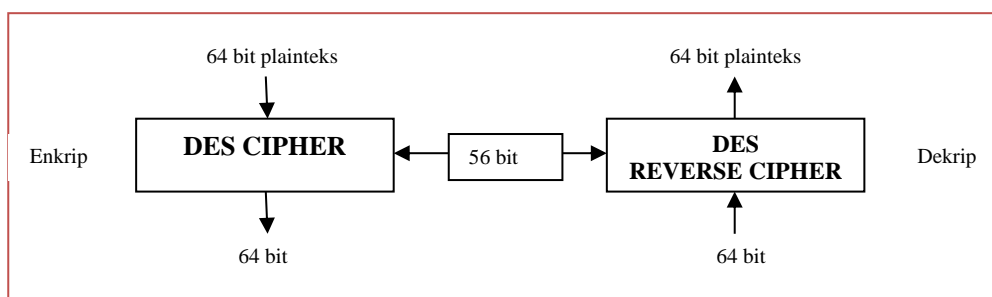 64 bit plainteks
64 bit plainteks
DES CIPHER
DES
REVERSE CIPHER
Enkrip
56 bit
Dekrip
64 bit
64 bit